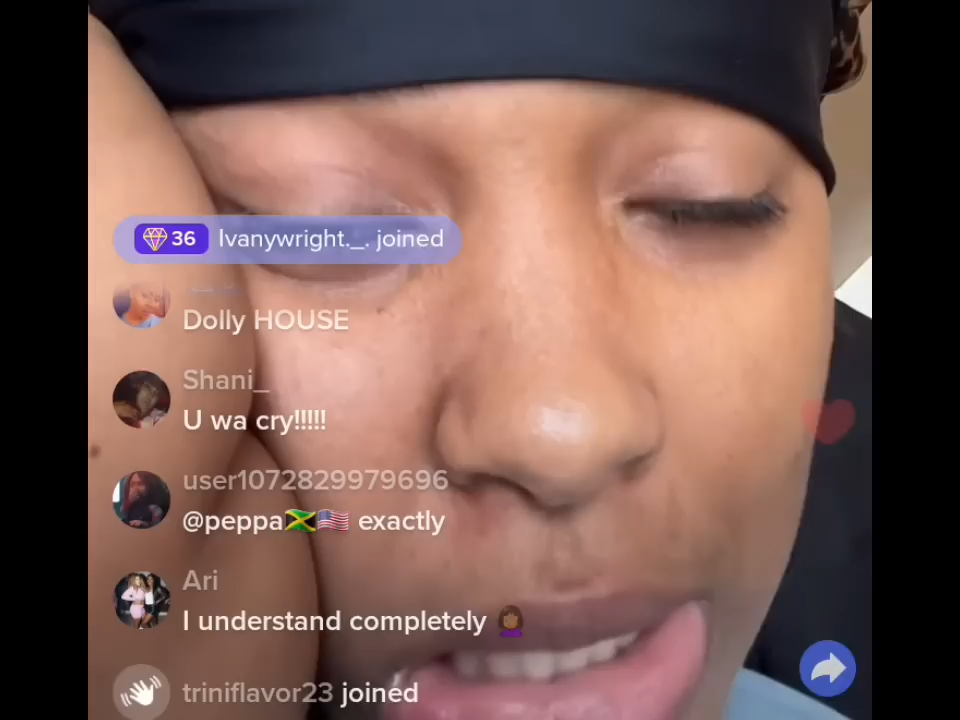 36 Ivanywright._. joined
Dolly HOUSE
Shani_
U wa cry!!!!!
user1072829979696
@peppa🇯🇲🇺🇸 exactly
Ari
I understand completely 🙇🏾‍♀️
triniflavor23 joined